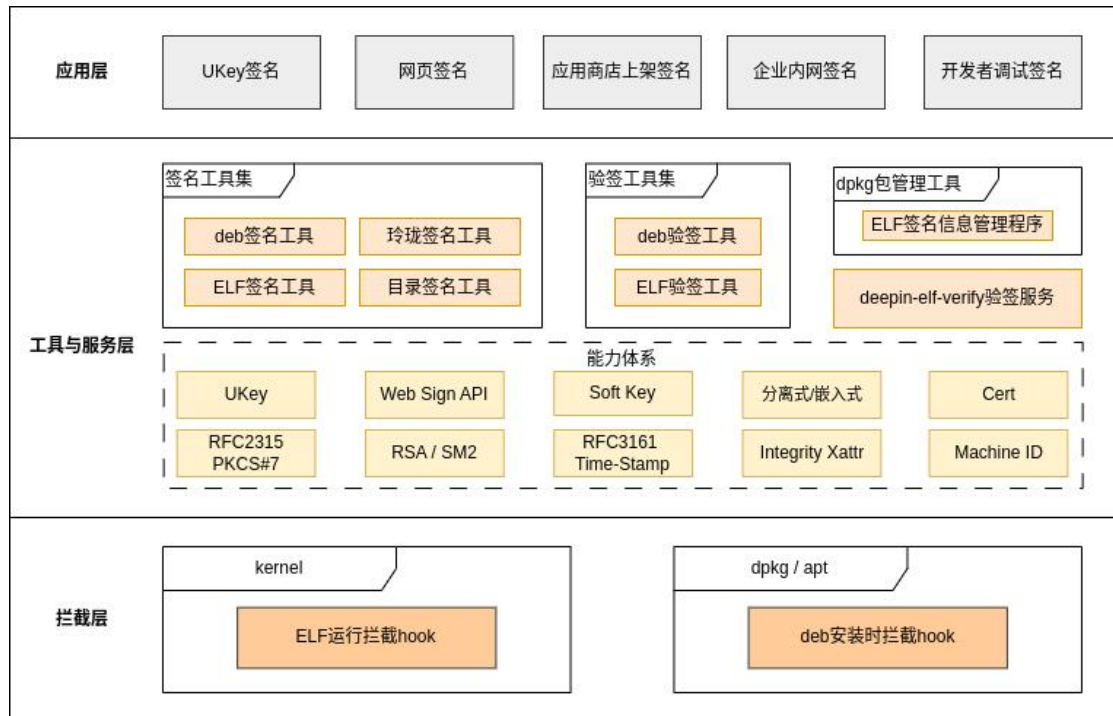 应用层
UKey签名
网页签名
应用商店上架签名
企业内网签名
开发者调试签名
工具与服务层
签名工具集
deb签名工具
玲珑签名工具
ELF签名工具
目录签名工具
验签工具集
deb验签工具
ELF验签工具
dpkg包管理工具
ELF签名信息管理程序
deepin-elf-verify验签服务
能力体系
UKey
Web Sign API
Soft Key
分离式/嵌入式
Cert
RFC2315
PKCS#7
RSA / SM2
RFC3161
Time-Stamp
Integrity Xattr
Machine ID
拦截层
kernel
ELF运行拦截hook
dpkg / apt
deb安装时拦截hook